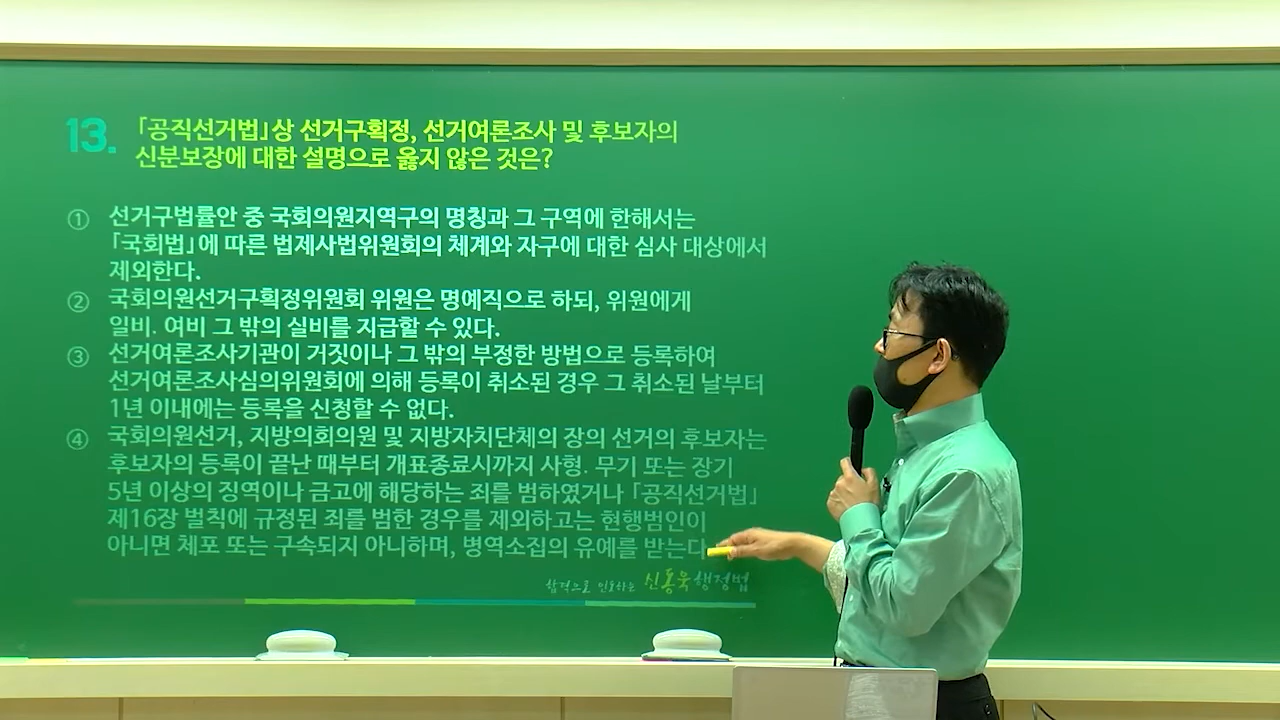 13. 「공직선거법」상 선거구획정, 선거여론조사 및 후보자의
신분보장에 대한 설명으로 옳지 않은 것은?
① 선거구법률안 중 국회의원지역구의 명칭과 그 구역에 한해서는
「국회법」에 따른 법제사법위원회의 체계와 자구에 대한 심사 대상에서
제외한다.
② 국회의원선거구획정위원회 위원은 명예직으로 하되, 위원에게
일비. 여비 그 밖의 실비를 지급할 수 있다.
③ 선거여론조사기관이 거짓이나 그 밖의 부정한 방법으로 등록하여
선거여론조사심의위원회에 의해 등록이 취소된 경우 그 취소된 날부터
1년 이내에는 등록을 신청할 수 없다.
④ 국회의원선거, 지방의회의원 및 지방자치단체의 장의 선거의 후보자는
후보자의 등록이 끝난 때부터 개표종료시까지 사형. 무기 또는 장기
5년 이상의 징역이나 금고에 해당하는 죄를 범하였거나 「공직선거법」
제16장 벌칙에 규정된 죄를 범한 경우를 제외하고는 현행범인이
아니면 체포 또는 구속되지 아니하며, 병역소집의 유예를 받는다
합격으로 인도하는 신동욱행정법